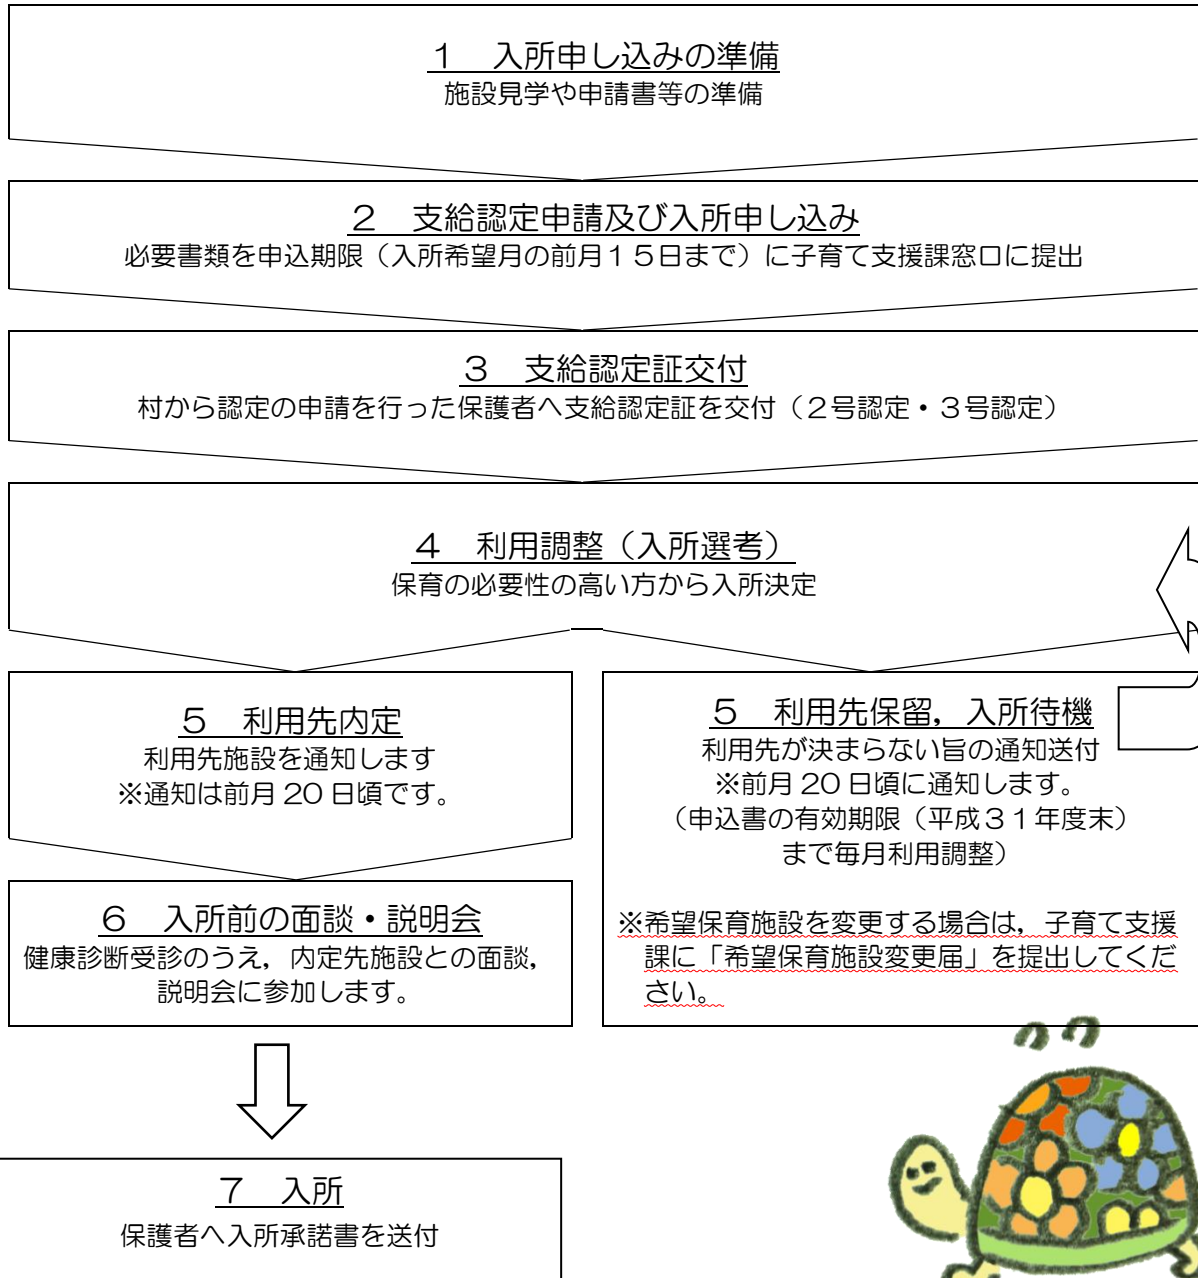 １　入所申し込みの準備
施設見学や申請書等の準備
２　支給認定申請及び入所申し込み
必要書類を申込期限（入所希望月の前月１５日まで）に子育て支援課窓口に提出
３　支給認定証交付
村から認定の申請を行った保護者へ支給認定証を交付（２号認定・３号認定）
４　利用調整（入所選考）
保育の必要性の高い方から入所決定
５　利用先内定
利用先施設を通知します
※通知は前月 20 日頃です。
５　利用先保留，入所待機
利用先が決まらない旨の通知送付
※前月 20 日頃に通知します。
（申込書の有効期限（平成３１年度末）
まで毎月利用調整）
※希望保育施設を変更する場合は，子育て支援
課に「希望保育施設変更届」を提出してくだ
さい。
６　入所前の面談・説明会
健康診断受診のうえ，内定先施設との面談，
説明会に参加します。
７　入所
保護者へ入所承諾書を送付